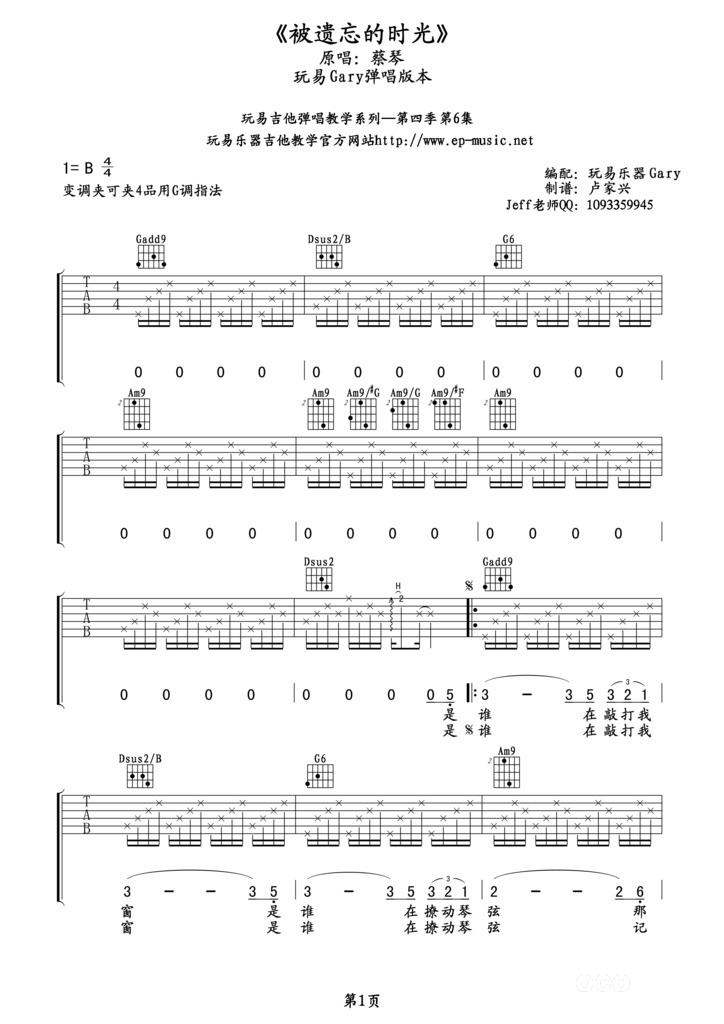 《被遗忘的时光》
原唱：蔡琴
玩易Gary弹唱版本
玩易吉他弹唱教学系列—第四季第6集
玩易乐器吉他教学官方网站http://www.ep-music.net
1= B 4/4
编配：玩易乐器Gary
变调夹可夹4品用G调指法
制谱：卢家兴
Jeff老师QQ：1093359945
Gadd9 Dsus2/B G6
T A B 4 4
0 0 0 0 0 0 0 0 0 0 0 0
Am9 Am9 Am9/#G Am9/G Am9/#F Am9
T A B
0 0 0 0 0 0 0 0 0 0 0 0
Dsus2 Gadd9
H
2
T A B
3
0 0 0 0 0 0 0 0 5 3 - 3 5 3 2 1
是 谁 在 敲 打 我
是 谁 在 敲 打 我
Dsus2/B G6 Am9
T A B
3
3 - - 3 5 3 - 3 5 3 2 1 2 - - 2 6
窗 是 谁 在 撩 动 琴 弦 那
窗 是 谁 在 撩 动 琴 弦 记
第1页